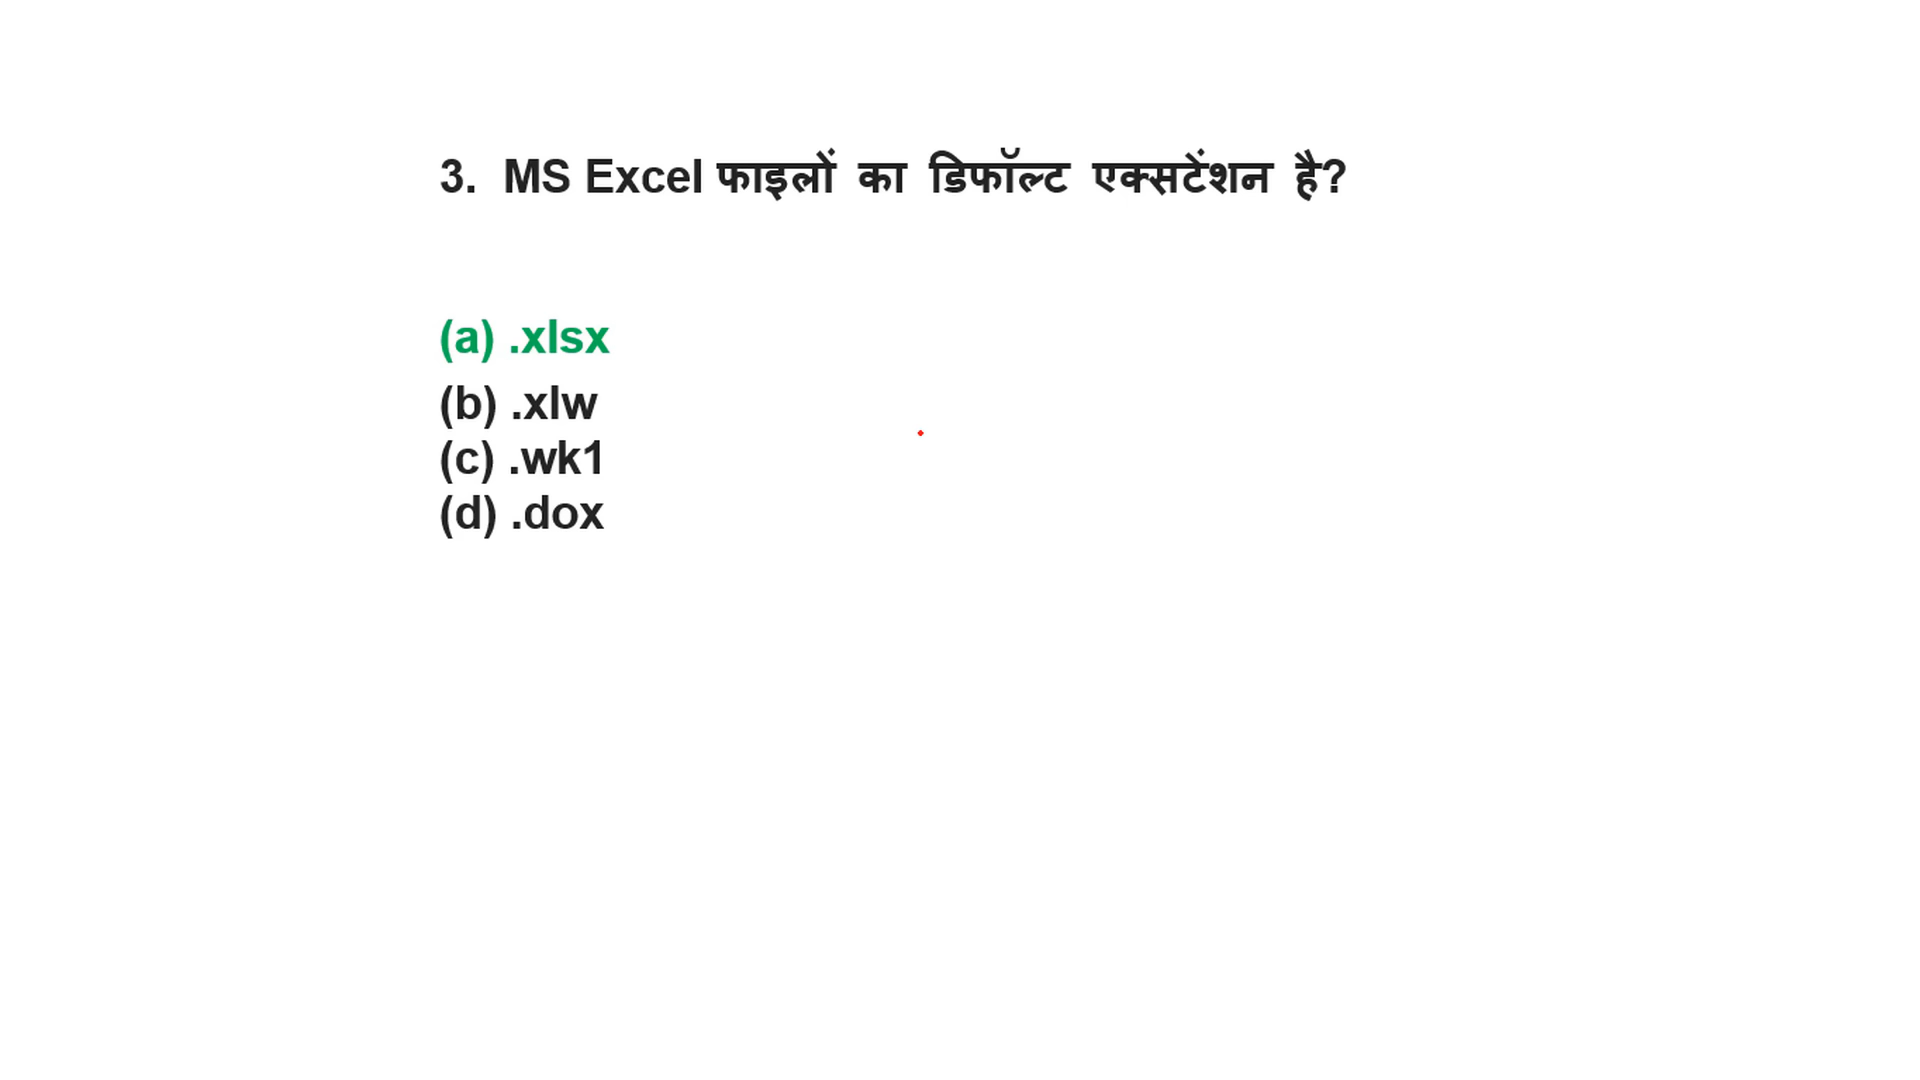 3. MS Excel फाइलों का डिफॉल्ट एक्सटेंशन है?
(a) .xlsx
(b) .xlw
(c) .wk1
(d) .dox